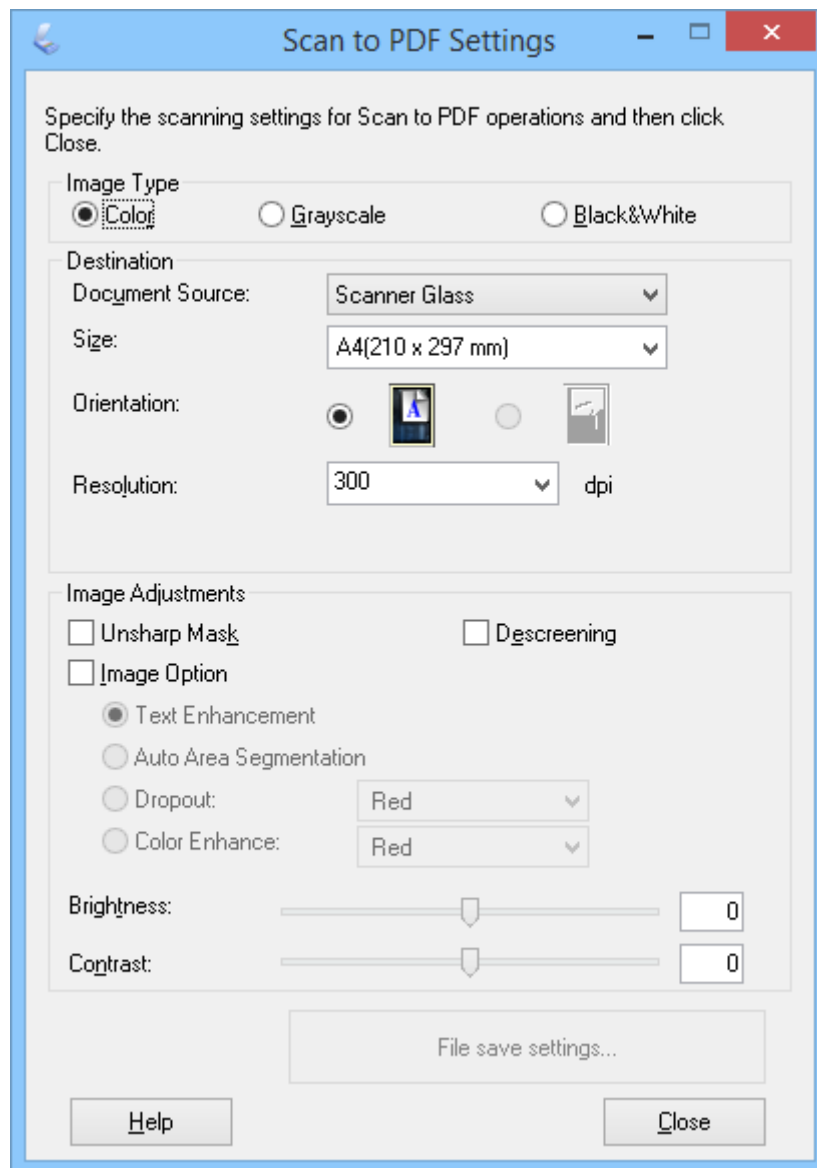 Scan to PDF Settings
Specify the scanning settings for Scan to PDF operations and then click
Close.
Image Type
Color Grayscale Black&White
Destination
Document Source: Scanner Glass
Size: A4(210 x 297 mm)
Orientation: A
Resolution: 300 dpi
Image Adjustments
Unsharp Mask Descreening
Image Option
Text Enhancement
Auto Area Segmentation
Dropout: Red
Color Enhance: Red
Brightness: 0
Contrast: 0
File save settings...
Help Close